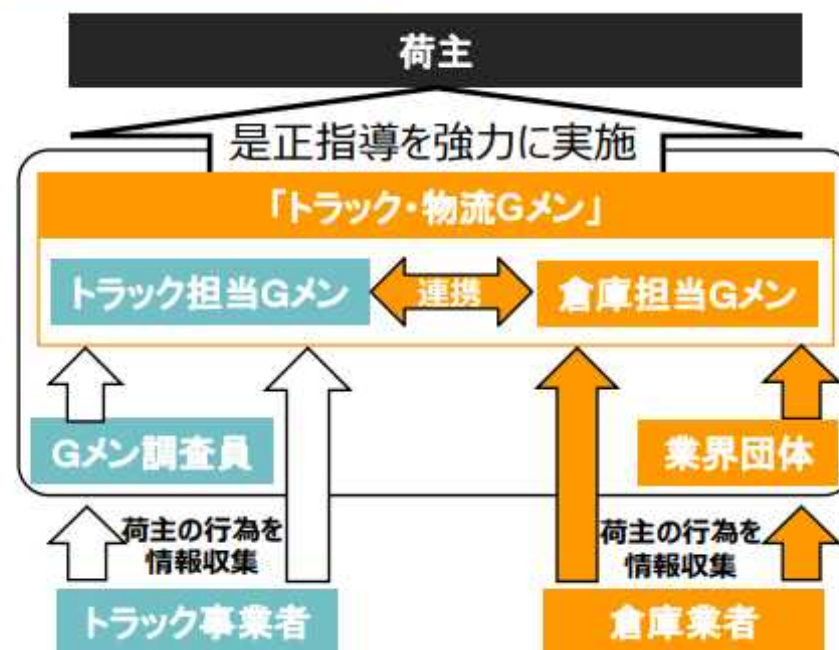 荷主
是正指導を強力に実施
「トラック・物流Gメン」
トラック担当Gメン
連携
倉庫担当Gメン
Gメン調査員
業界団体
荷主の行為を
情報収集
荷主の行為を
情報収集
トラック事業者
倉庫業者